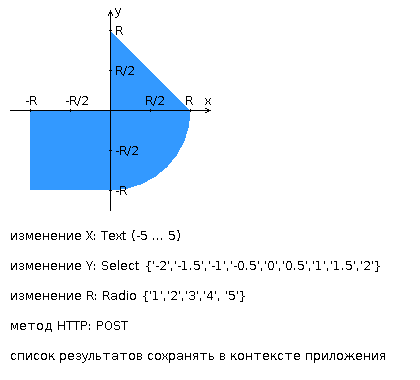 y
R
R/2
-R -R/2 R/2 R x
-R/2
-R
изменение X: Text (-5 ... 5)
изменение Y: Select {'-2','-1.5','-1','-0.5','0','0.5','1','1.5','2'}
изменение R: Radio {'1','2','3','4', '5'}
метод HTTP: POST
список результатов сохранять в контексте приложения